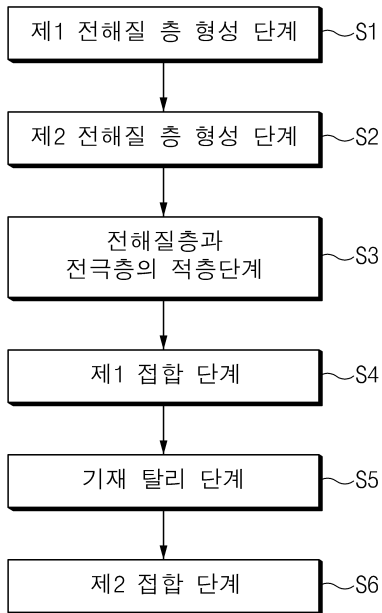 제1 전해질 층 형성 단계 S1
제2 전해질 층 형성 단계 S2
전해질층과
전극층의 적층단계 S3
제1 접합 단계 S4
기재 탈리 단계 S5
제2 접합 단계 S6